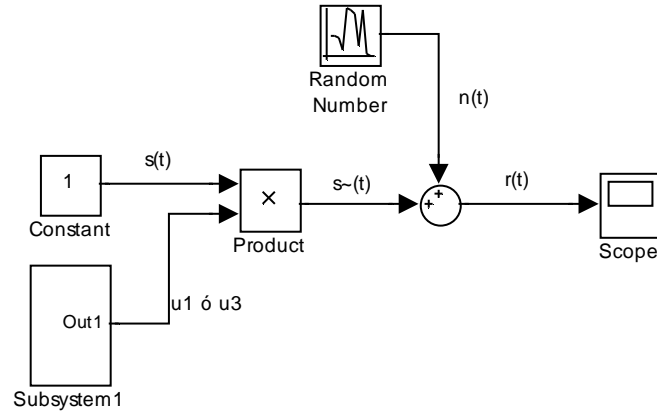 Random
Number
n(t)
s(t)
1
Constant
×
Product
s~(t)
+
+
r(t)
Scope
u1 ó u3
Out1
Subsystem1